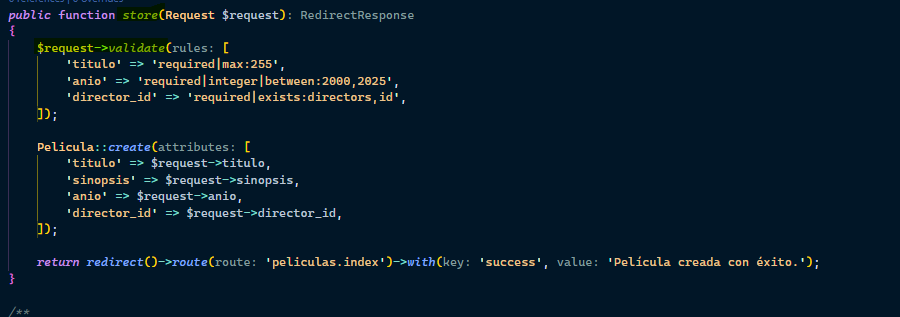 public function store(Request $request): RedirectResponse
{
    $request->validate(rules: [
        'titulo' => 'required|max:255',
        'anio' => 'required|integer|between:2000,2025',
        'director_id' => 'required|exists:directors,id',
    ]);

    Pelicula::create(attributes: [
        'titulo' => $request->titulo,
        'sinopsis' => $request->sinopsis,
        'anio' => $request->anio,
        'director_id' => $request->director_id,
    ]);

    return redirect()->route(route: 'peliculas.index')->with(key: 'success', value: 'Película creada con éxito.');
}

/**